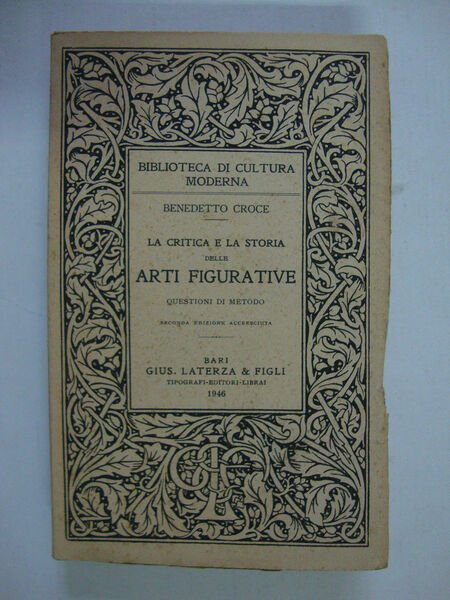 BIBLIOTECA DI CULTURA
MODERNA
BENEDETTO CROCE
LA CRITICA E LA STORIA
DELLE
ARTI FIGURATIVE
QUESTIONI DI METODO
SECONDA EDIZIONE ACCRESCIUTA
BARI
GIUS. LATERZA & FIGLI
TIPOGRAFI-EDITORI-LIBRAI
1946